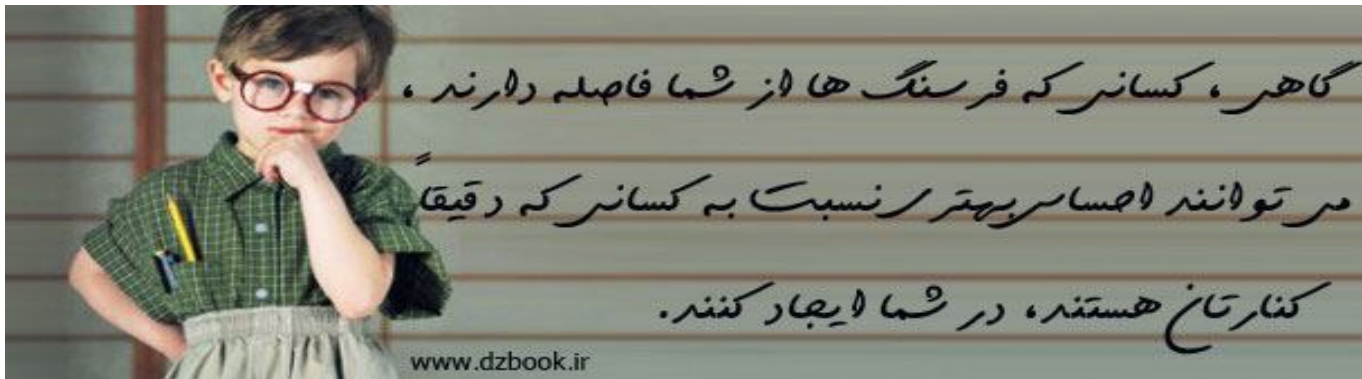 گاهی ، کسانی که فرسنگ ها از شما فاصله دارند ،
می توانند احساس بهتری نسبت به کسانی که دقیقاً
کنارتان هستند، در شما ایجاد کنند.
www.dzbook.ir